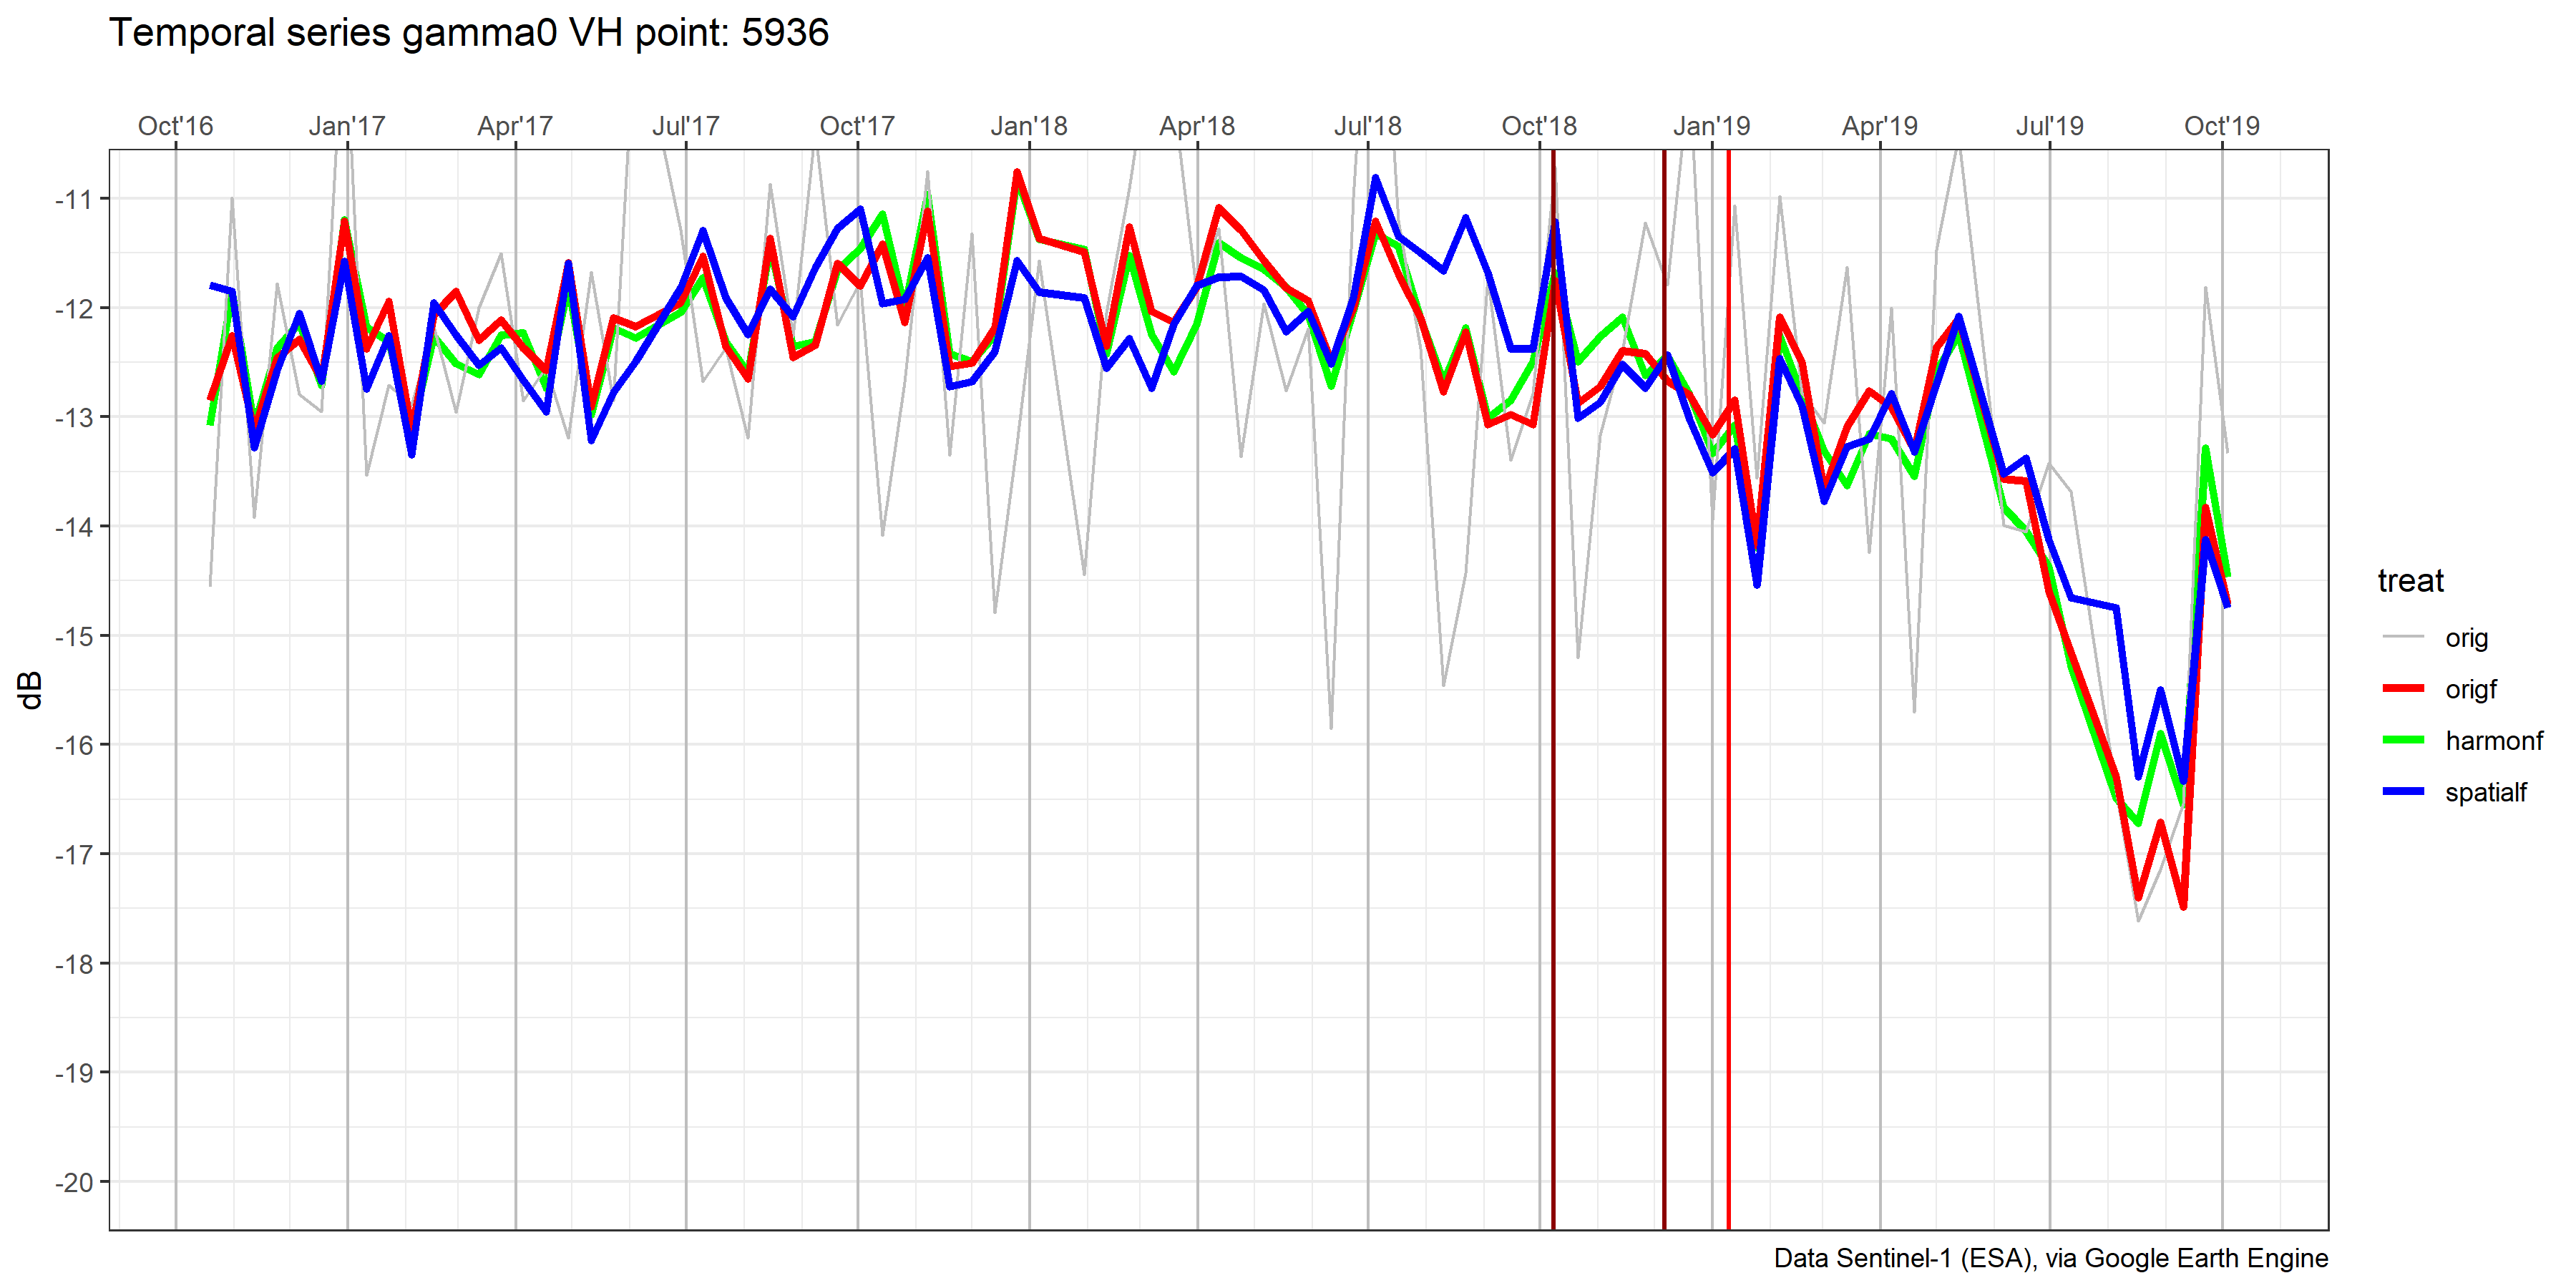 Temporal series gamma0 VH point: 5936
Oct'16 Jan'17 Apr'17 Jul'17 Oct'17 Jan'18 Apr'18 Jul'18 Oct'18 Jan'19 Apr'19 Jul'19 Oct'19
-11
-12
-13
-14
-15
-16
-17
-18
-19
-20
dB
treat
orig
origf
harmonf
spatialf
Data Sentinel-1 (ESA), via Google Earth Engine